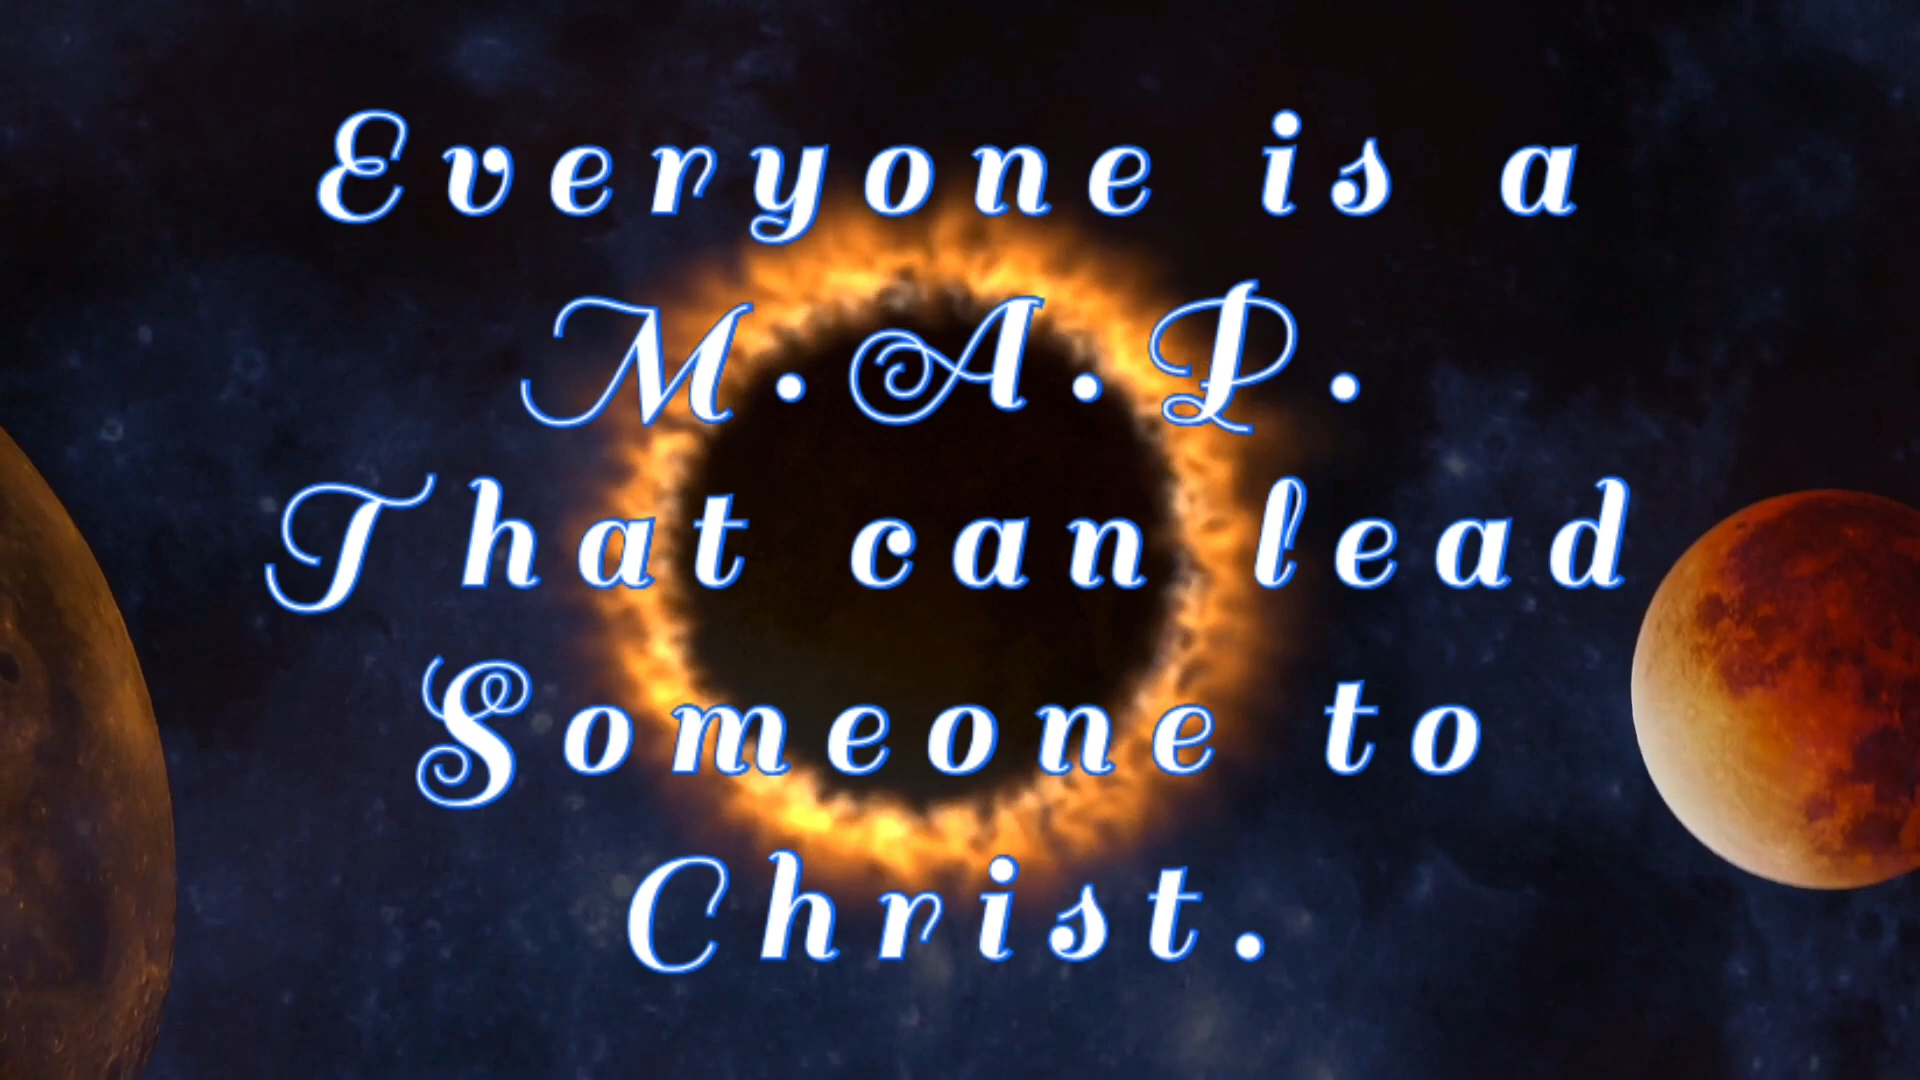 Everyone is a
M.A.P.
That can lead
Someone to
Christ.